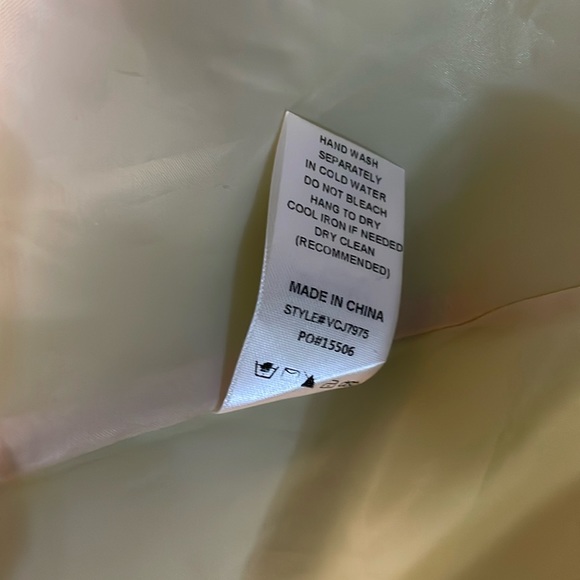 HAND WASH
SEPARATELY
IN COLD WATER
DO NOT BLEACH
HANG TO DRY
COOL IRON IF NEEDED
DRY CLEAN
(RECOMMENDED)
MADE IN CHINA
STYLE#VCJ7975
PO#15506